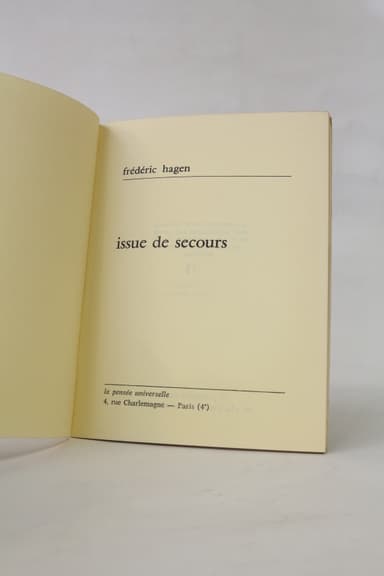 frédéric hagen
issue de secours
la pensée universelle
4, rue Charlemagne — Paris (4ᵉ)